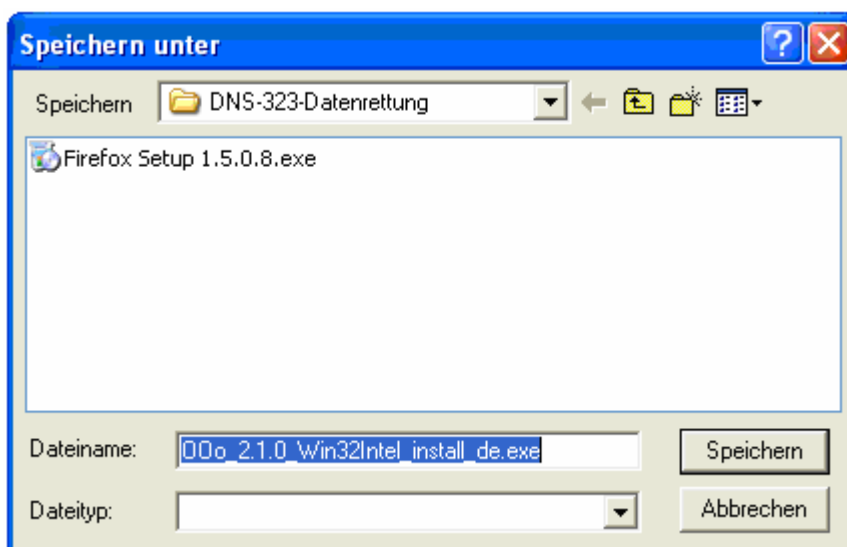 Speichern unter
Speichern DNS-323-Datenrettung
Firefox Setup 1.5.0.8.exe
Dateiname: OOo_2.1.0_Win32Intel_install_de.exe Speichern
Dateityp: Abbrechen